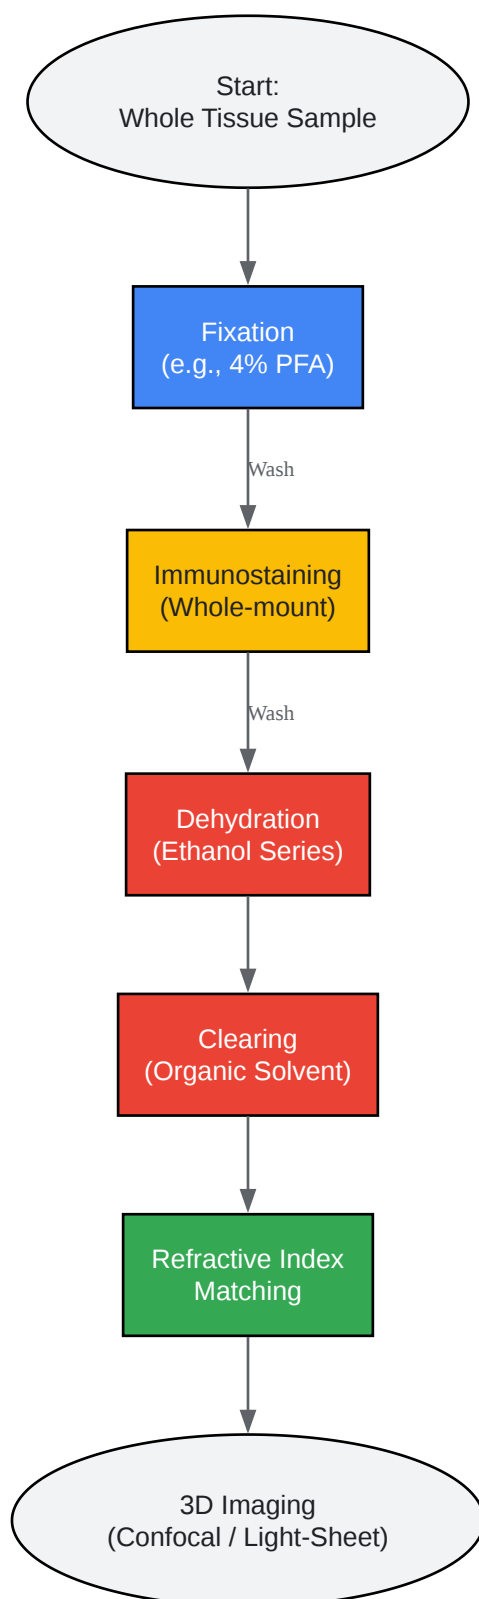 Start:
Whole Tissue Sample
Fixation
(e.g., 4% PFA)
Wash
Immunostaining
(Whole-mount)
Wash
Dehydration
(Ethanol Series)
Clearing
(Organic Solvent)
Refractive Index
Matching
3D Imaging
(Confocal / Light-Sheet)